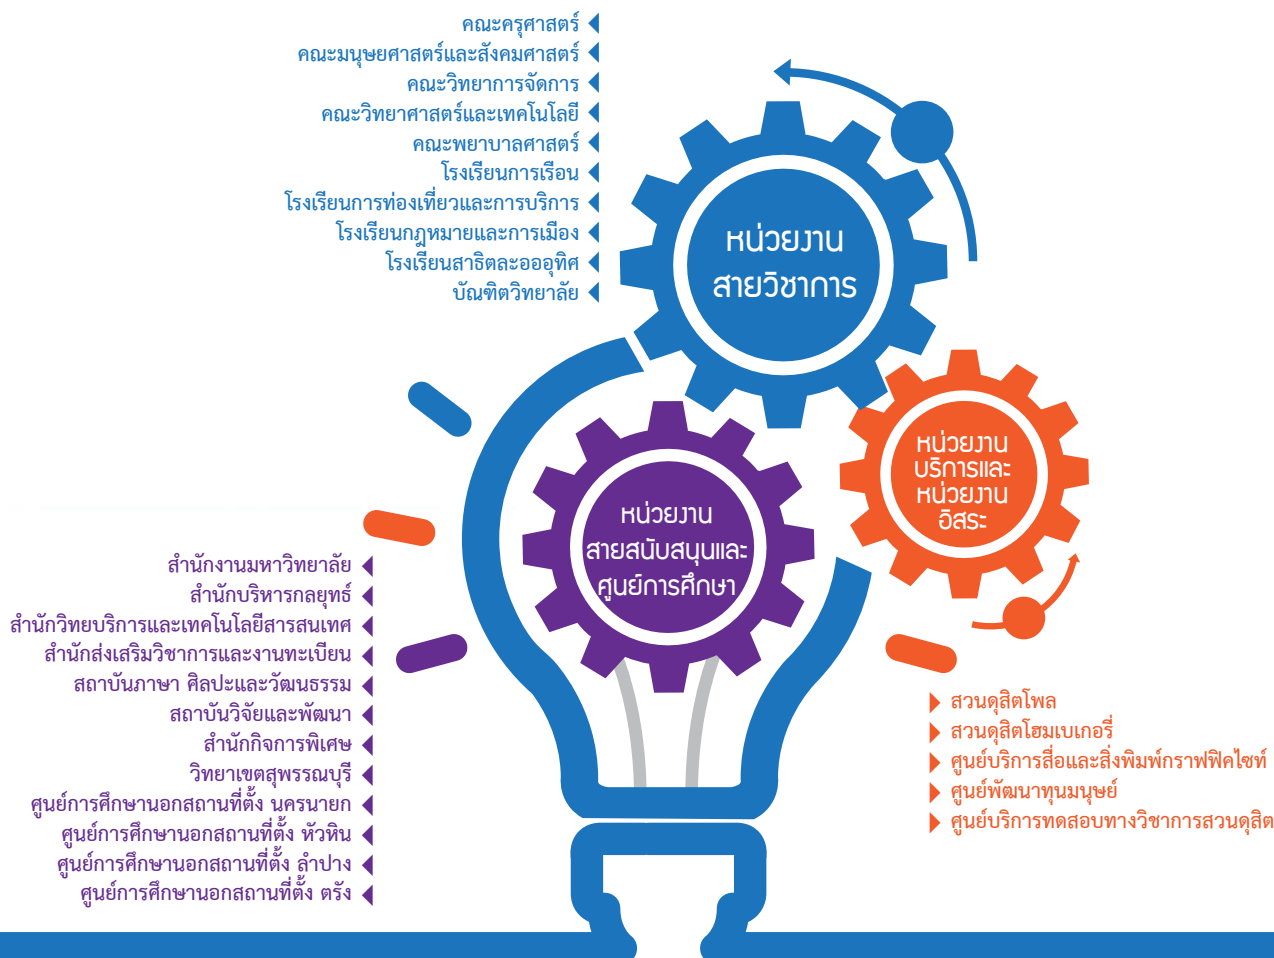 คณะครุศาสตร์
คณะมนุษยศาสตร์และสังคมศาสตร์
คณะวิทยาการจัดการ
คณะวิทยาศาสตร์และเทคโนโลยี
คณะพยาบาลศาสตร์
โรงเรียนการเรือน
โรงเรียนการท่องเที่ยวและการบริการ
โรงเรียนกฎหมายและการเมือง
โรงเรียนสาธิตละอออุทิศ
บัณฑิตวิทยาลัย
หน่วยงาน
สายวิชาการ
หน่วยงาน
บริการและ
หน่วยงาน
อิสระ
หน่วยงาน
สายสนับสนุนและ
ศูนย์การศึกษา
สำนักงานมหาวิทยาลัย
สำนักบริหารกลยุทธ์
สำนักวิทยบริการและเทคโนโลยีสารสนเทศ
สำนักส่งเสริมวิชาการและงานทะเบียน
สถาบันภาษา ศิลปะและวัฒนธรรม
สถาบันวิจัยและพัฒนา
สำนักกิจการพิเศษ
วิทยาเขตสุพรรณบุรี
ศูนย์การศึกษานอกสถานที่ตั้ง นครนายก
ศูนย์การศึกษานอกสถานที่ตั้ง หัวหิน
ศูนย์การศึกษานอกสถานที่ตั้ง ลำปาง
ศูนย์การศึกษานอกสถานที่ตั้ง ตรัง
สวนดุสิตโพล
สวนดุสิตโฮมเบเกอรี่
ศูนย์บริการสื่อและสิ่งพิมพ์กราฟฟิคไซท์
ศูนย์พัฒนาทุนมนุษย์
ศูนย์บริการทดสอบทางวิชาการสวนดุสิต